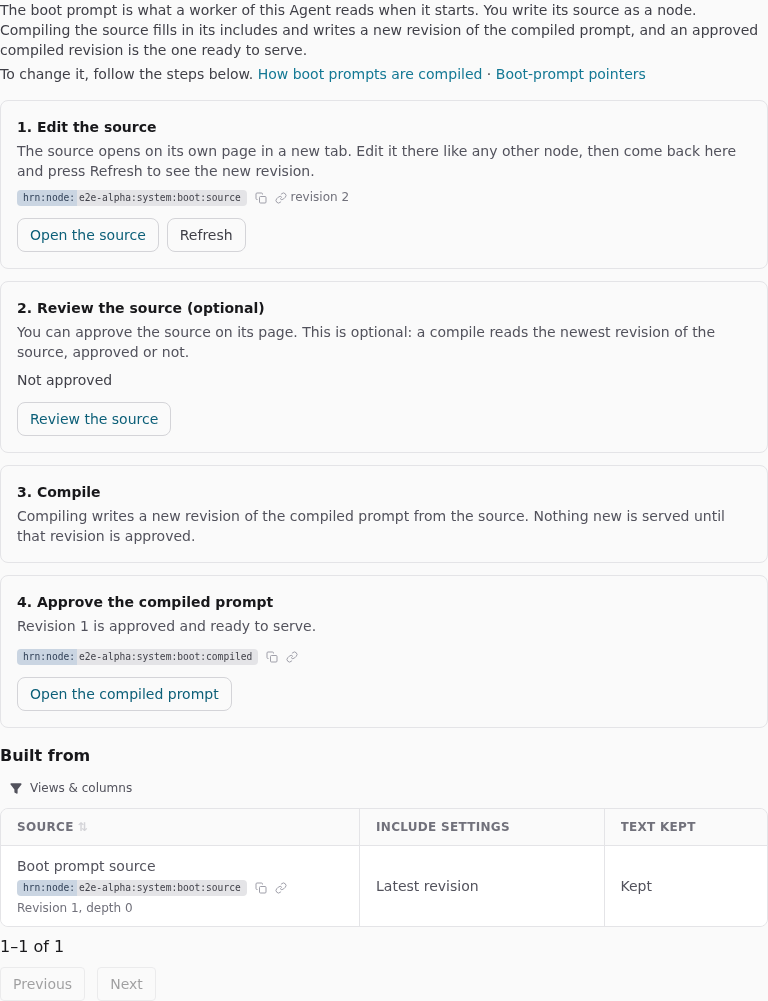 The boot prompt is what a worker of this Agent reads when it starts. You write its source as a node.
Compiling the source fills in its includes and writes a new revision of the compiled prompt, and an approved
compiled revision is the one ready to serve.
To change it, follow the steps below. How boot prompts are compiled · Boot-prompt pointers
1. Edit the source
The source opens on its own page in a new tab. Edit it there like any other node, then come back here
and press Refresh to see the new revision.
hrn:node: e2e-alpha:system:boot:source revision 2
Open the source Refresh
2. Review the source (optional)
You can approve the source on its page. This is optional: a compile reads the newest revision of the
source, approved or not.
Not approved
Review the source
3. Compile
Compiling writes a new revision of the compiled prompt from the source. Nothing new is served until
that revision is approved.
4. Approve the compiled prompt
Revision 1 is approved and ready to serve.
hrn:node: e2e-alpha:system:boot:compiled
Open the compiled prompt
Built from
Views & columns
SOURCE INCLUDE SETTINGS TEXT KEPT
Boot prompt source
hrn:node: e2e-alpha:system:boot:source
Revision 1, depth 0
Latest revision
Kept
1–1 of 1
Previous Next